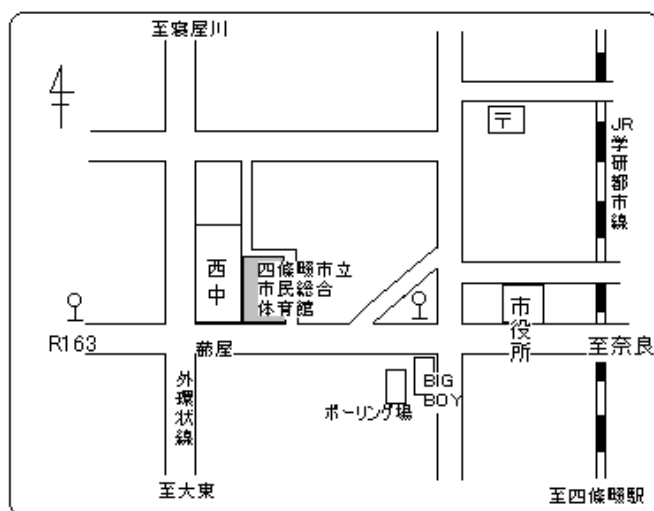 至寝屋川
〒
JR学研都市線
西中
四條畷市立
市民総合
体育館
市役所
R163
蔀屋
至奈良
外環状線
BIG
BOY
ボーリング場
至大東
至四條畷駅